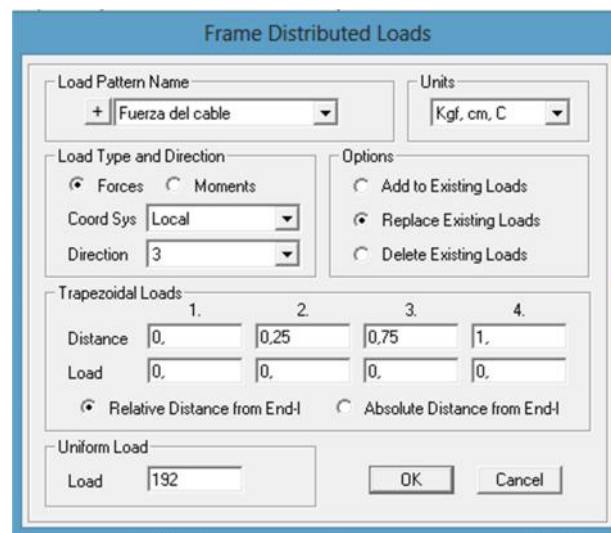 Frame Distributed Loads
Load Pattern Name
+ Fuerza del cable
Units
Kgf, cm, C
Load Type and Direction
Forces Moments
Coord Sys Local
Direction 3
Options
Add to Existing Loads
Replace Existing Loads
Delete Existing Loads
Trapezoidal Loads
1. 2. 3. 4.
Distance 0, 0,25 0,75 1,
Load 0, 0, 0, 0,
Relative Distance from End-I Absolute Distance from End-I
Uniform Load
Load 192
OK Cancel